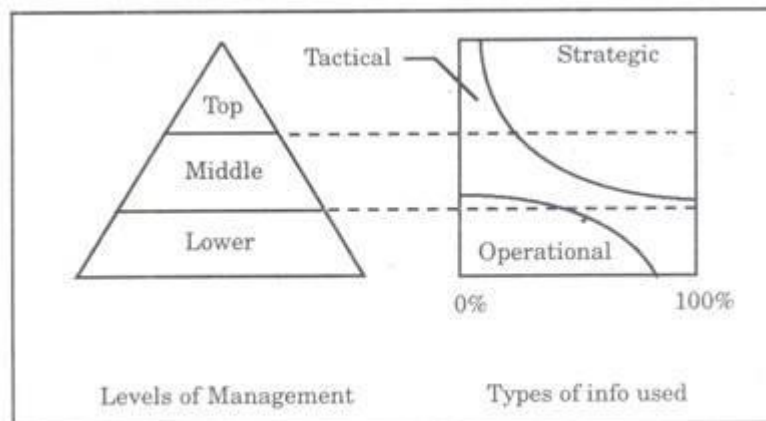 Tactical
Strategic
Top
Middle
Lower
Operational
0%
100%
Levels of Management
Types of info used